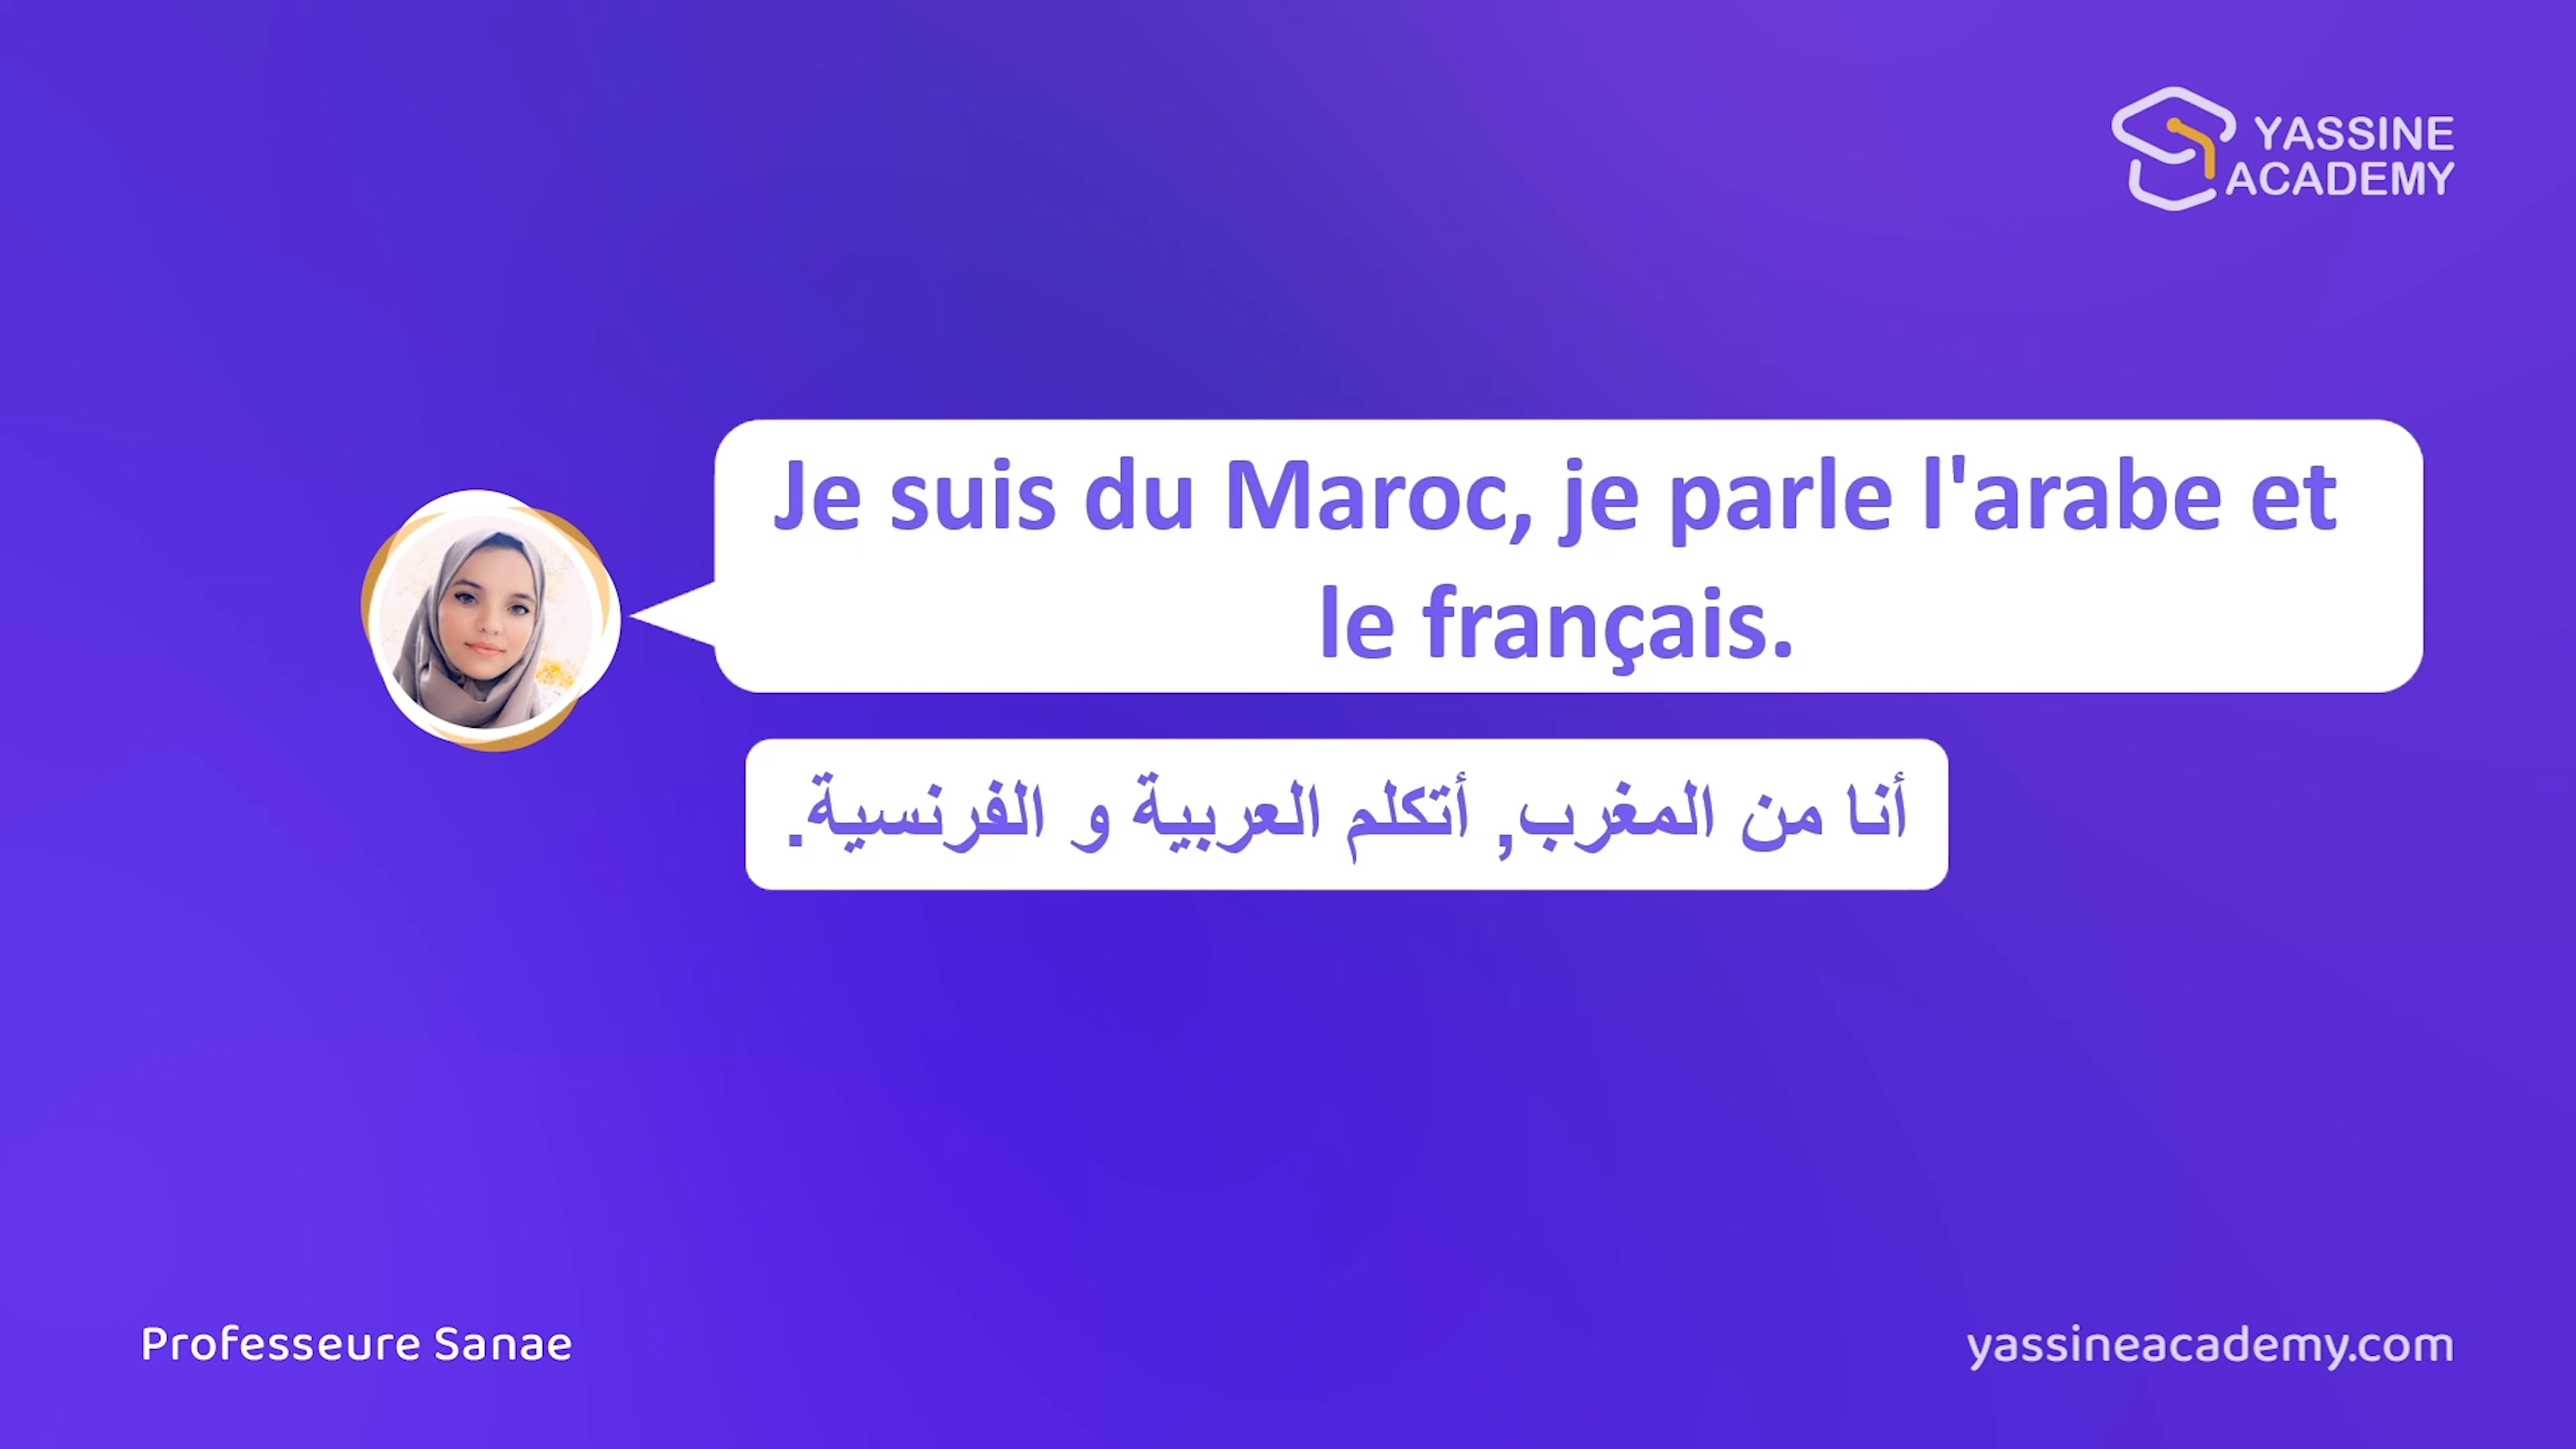 YASSINE
ACADEMY
Je suis du Maroc, je parle l'arabe et
le français.
أنا من المغرب, أتكلم العربية و الفرنسية.
Professeure Sanae
yassineacademy.com